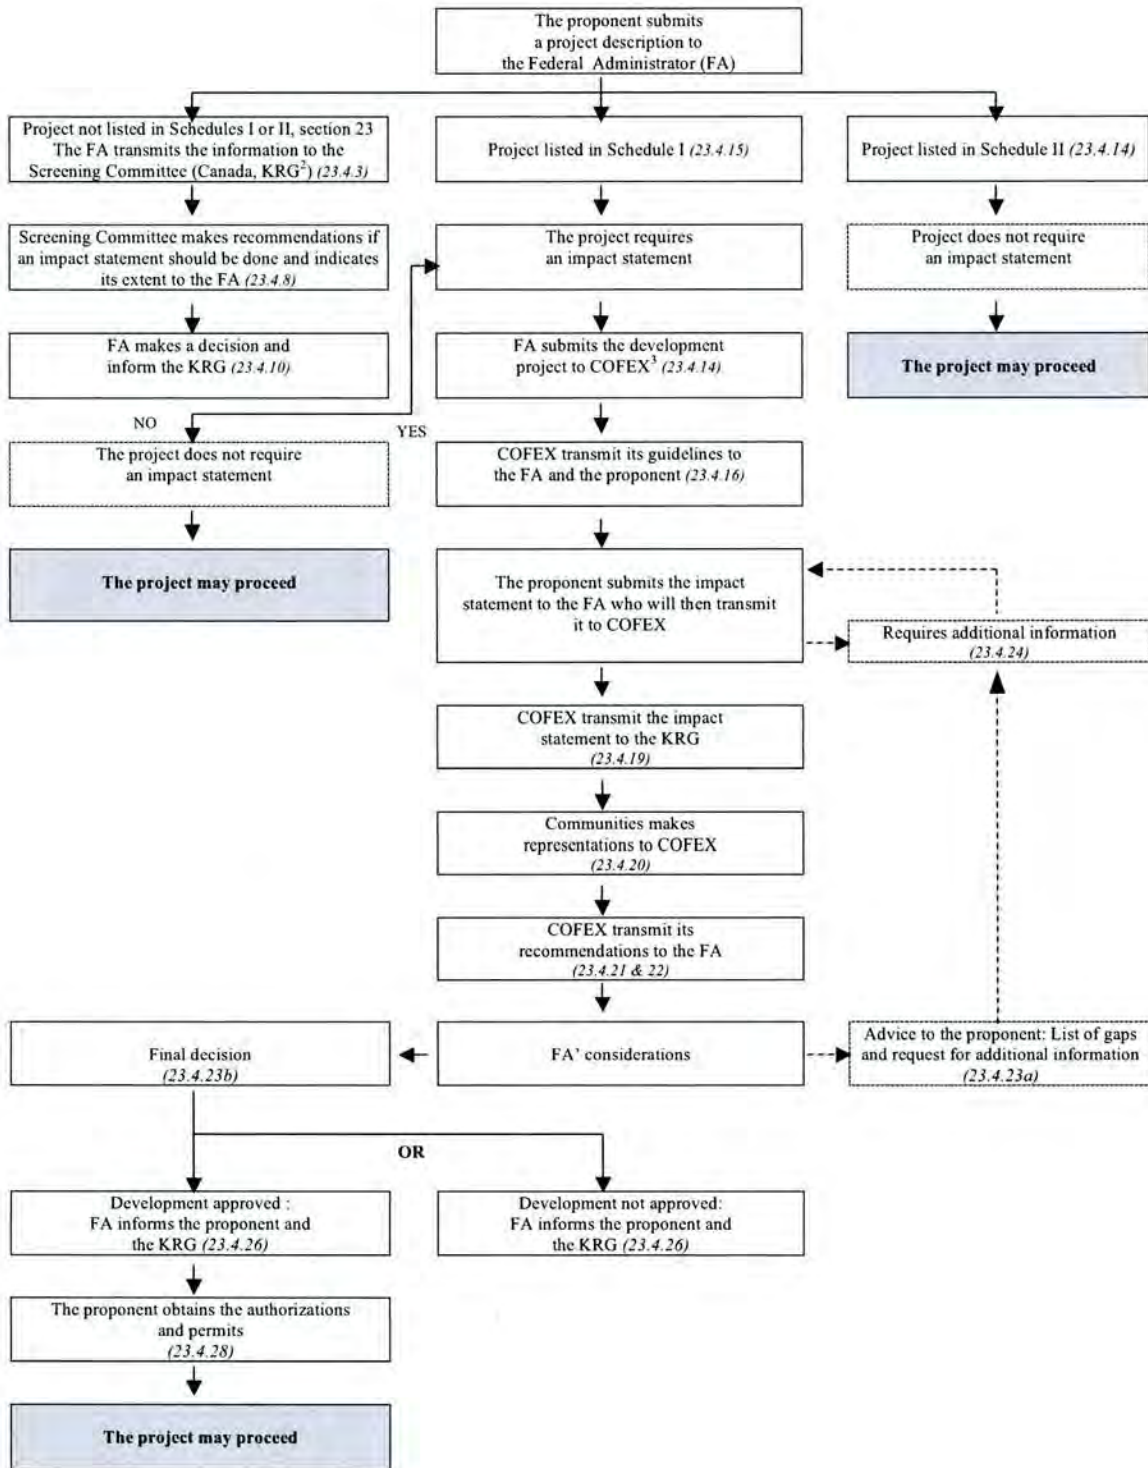 The proponent submits
a project description to
the Federal Administrator (FA)
Project not listed in Schedules I or II, section 23
The FA transmits the information to the
Screening Committee (Canada, KRG²) (23.4.3)
Project listed in Schedule I (23.4.15)
Project listed in Schedule II (23.4.14)
Screening Committee makes recommendations if
an impact statement should be done and indicates
its extent to the FA (23.4.8)
The project requires
an impact statement
Project does not require
an impact statement
FA makes a decision and
inform the KRG (23.4.10)
FA submits the development
project to COFEX³ (23.4.14)
The project may proceed
NO
YES
The project does not require
an impact statement
COFEX transmit its guidelines to
the FA and the proponent (23.4.16)
The project may proceed
The proponent submits the impact
statement to the FA who will then transmit
it to COFEX
Requires additional information
(23.4.24)
COFEX transmit the impact
statement to the KRG
(23.4.19)
Communities makes
representations to COFEX
(23.4.20)
COFEX transmit its
recommendations to the FA
(23.4.21 & 22)
Final decision
(23.4.23b)
FA' considerations
Advice to the proponent: List of gaps
and request for additional information
(23.4.23a)
OR
Development approved :
FA informs the proponent and
the KRG (23.4.26)
Development not approved:
FA informs the proponent and
the KRG (23.4.26)
The proponent obtains the authorizations
and permits
(23.4.28)
The project may proceed